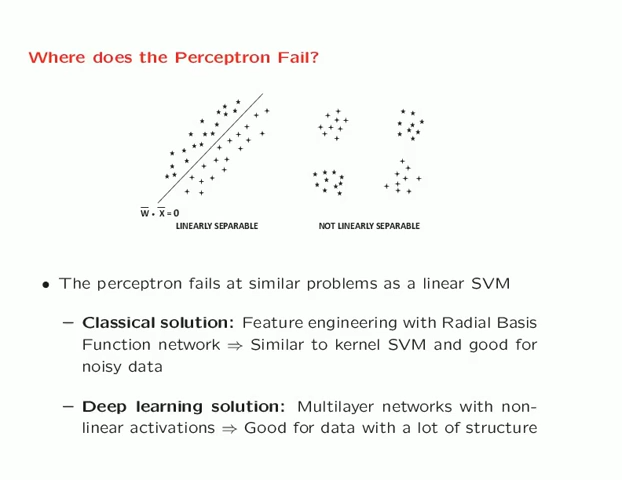 Where does the Perceptron Fail?
W • X = 0
LINEARLY SEPARABLE
NOT LINEARLY SEPARABLE
• The perceptron fails at similar problems as a linear SVM
– Classical solution: Feature engineering with Radial Basis
Function network ⇒ Similar to kernel SVM and good for
noisy data
– Deep learning solution: Multilayer networks with non-
linear activations ⇒ Good for data with a lot of structure